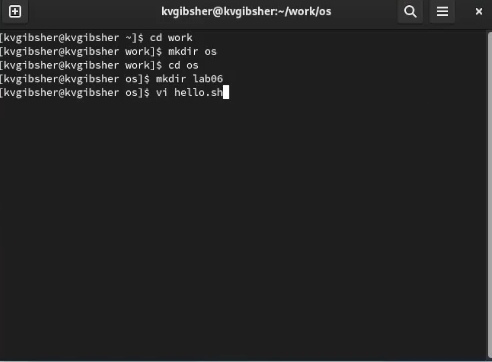 kvgibsher@kvgibsher:~/work/os
[kvgibsher@kvgibsher ~]$ cd work
[kvgibsher@kvgibsher work]$ mkdir os
[kvgibsher@kvgibsher work]$ cd os
[kvgibsher@kvgibsher os]$ mkdir lab06
[kvgibsher@kvgibsher os]$ vi hello.sh